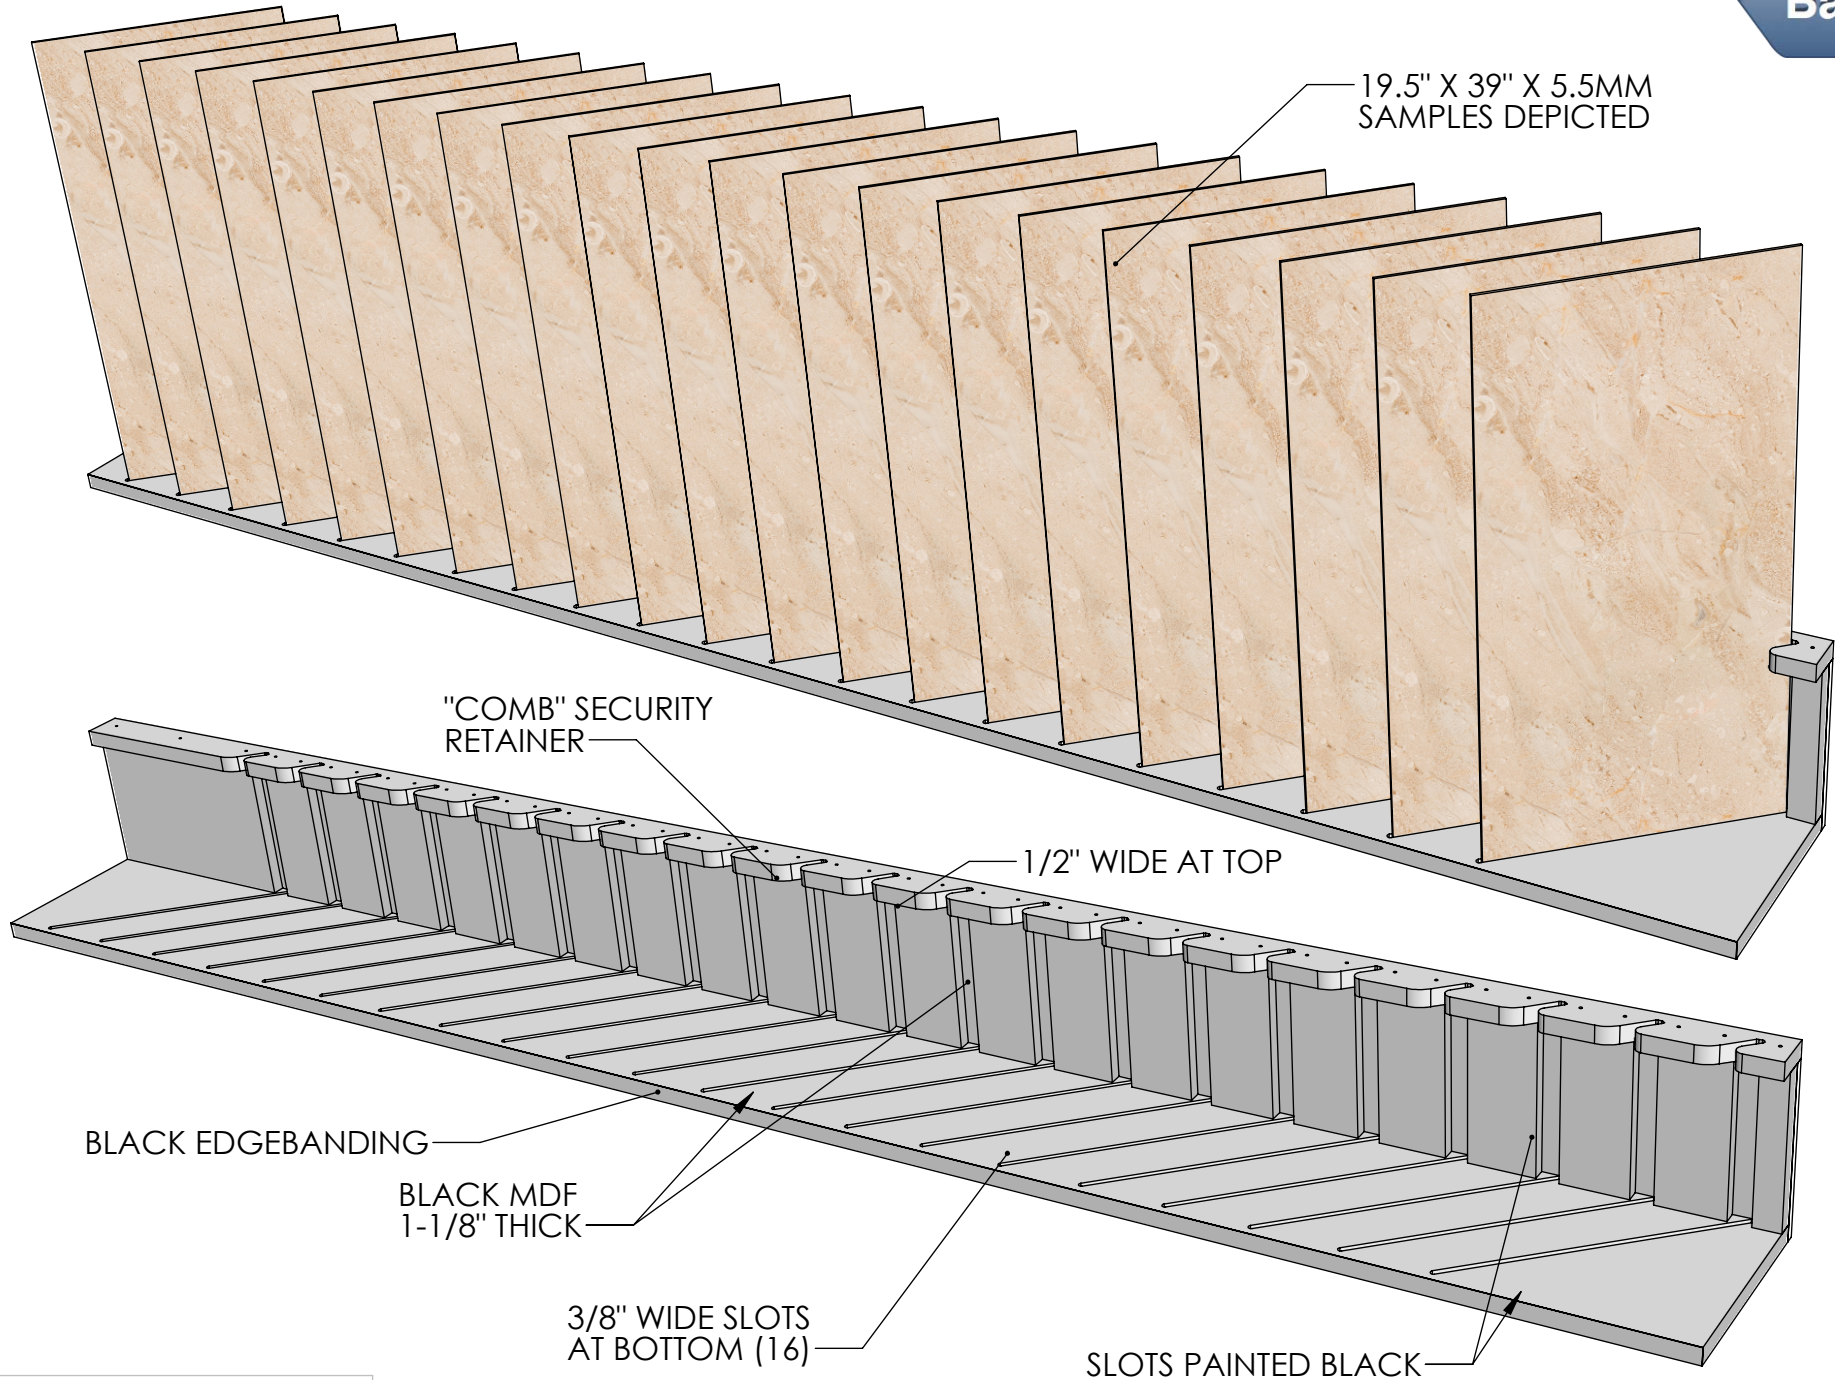 Ba
19.5" X 39" X 5.5MM
SAMPLES DEPICTED
"COMB" SECURITY
RETAINER
1/2" WIDE AT TOP
BLACK EDGEBANDING
BLACK MDF
1-1/8" THICK
3/8" WIDE SLOTS
AT BOTTOM (16)
SLOTS PAINTED BLACK